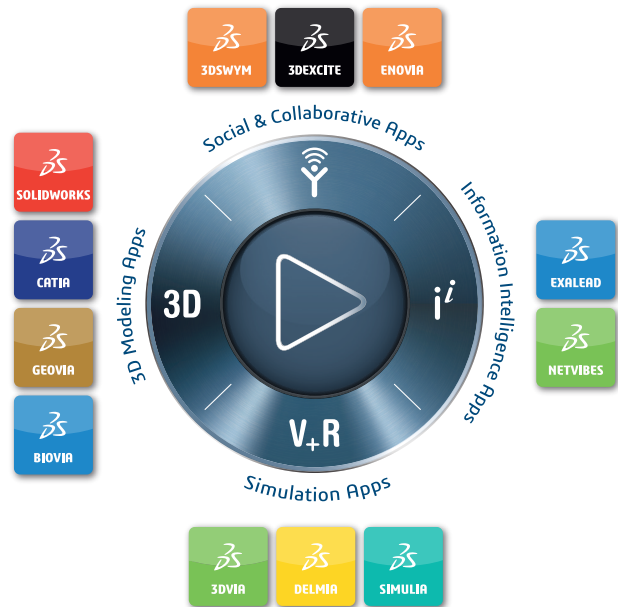 3DSWYM
3DEXCITE
ENOVIA
Social & Collaborative Apps
SOLIDWORKS
CATIA
GEOVIA
BIOVIA
3D Modeling Apps
3D
iⁱ
Information Intelligence Apps
EXALEAD
NETVIBES
V+R
Simulation Apps
3DVIA
DELMIA
SIMULIA